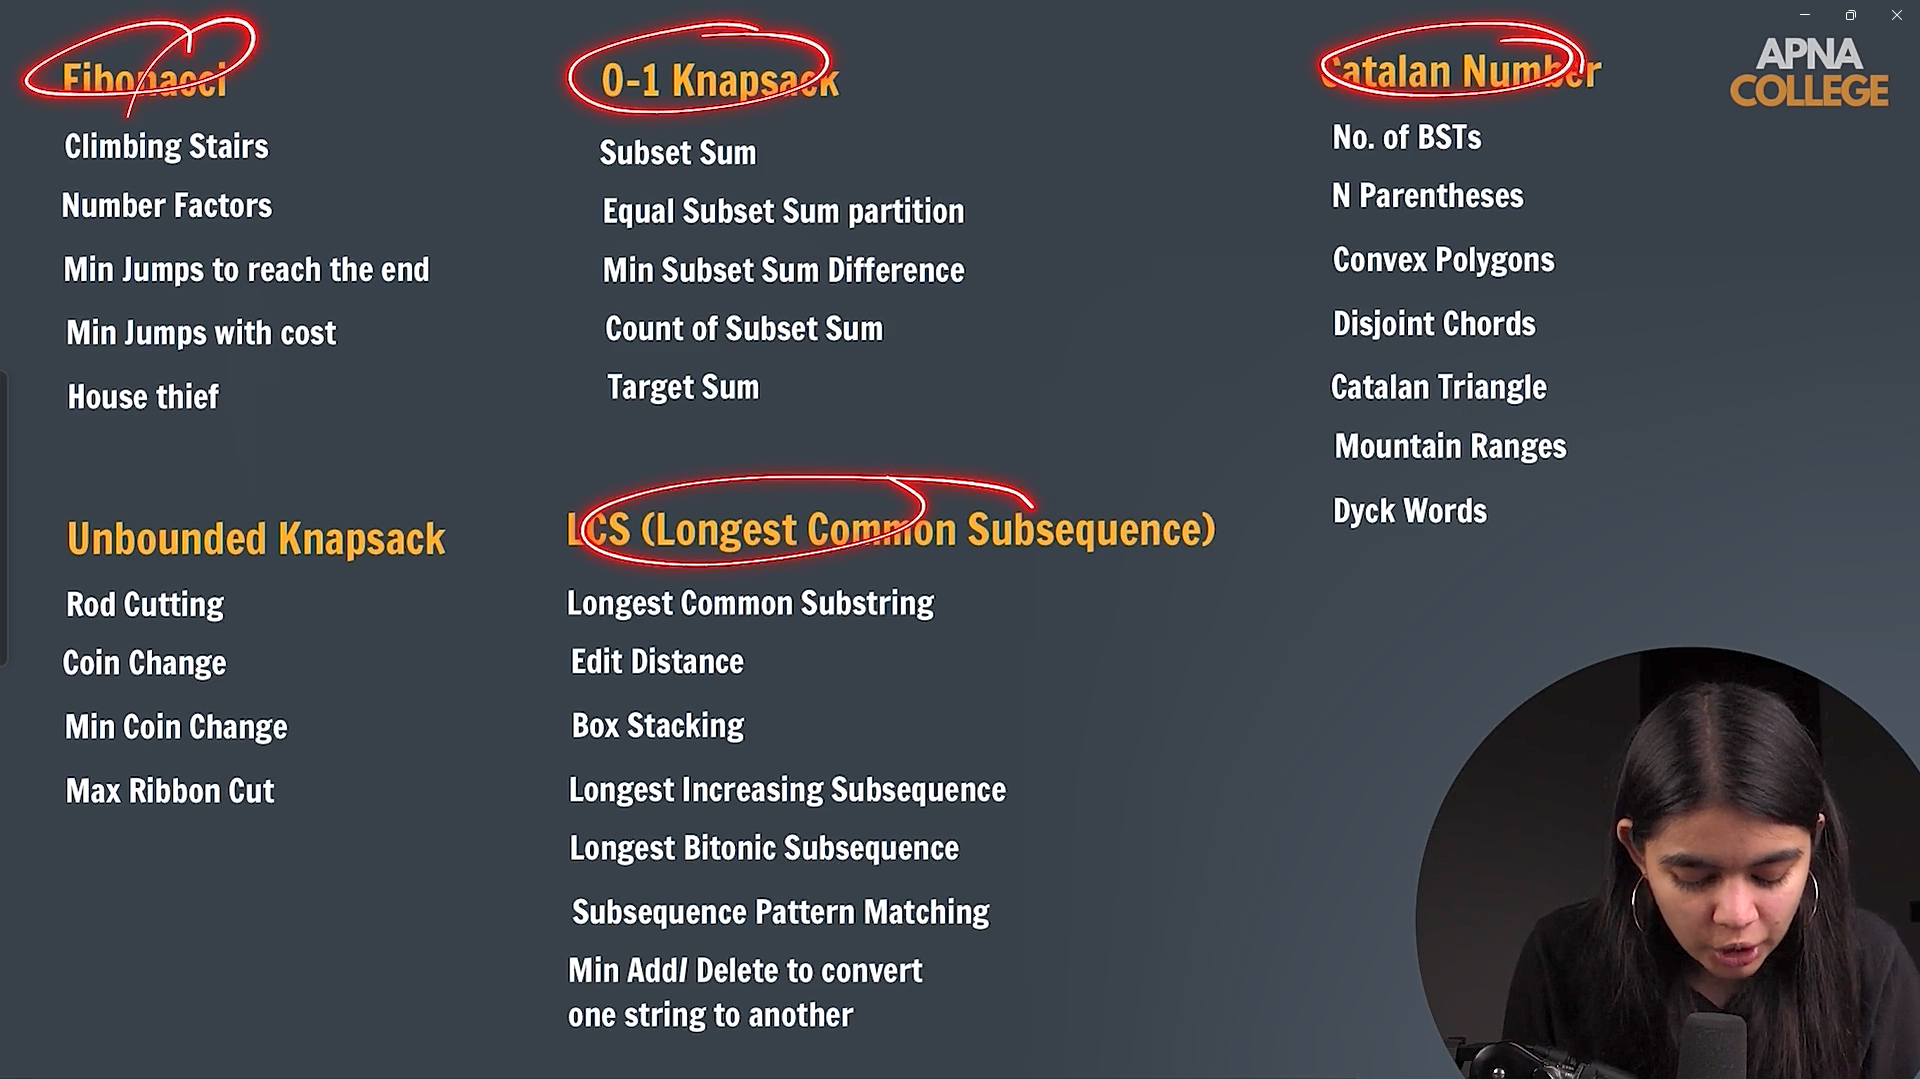 Fibonacci
Climbing Stairs
Number Factors
Min Jumps to reach the end
Min Jumps with cost
House thief
0-1 Knapsack
Subset Sum
Equal Subset Sum partition
Min Subset Sum Difference
Count of Subset Sum
Target Sum
Catalan Number
No. of BSTs
N Parentheses
Convex Polygons
Disjoint Chords
Catalan Triangle
Mountain Ranges
Dyck Words
APNA
COLLEGE
Unbounded Knapsack
Rod Cutting
Coin Change
Min Coin Change
Max Ribbon Cut
LCS (Longest Common Subsequence)
Longest Common Substring
Edit Distance
Box Stacking
Longest Increasing Subsequence
Longest Bitonic Subsequence
Subsequence Pattern Matching
Min Add/ Delete to convert
one string to another